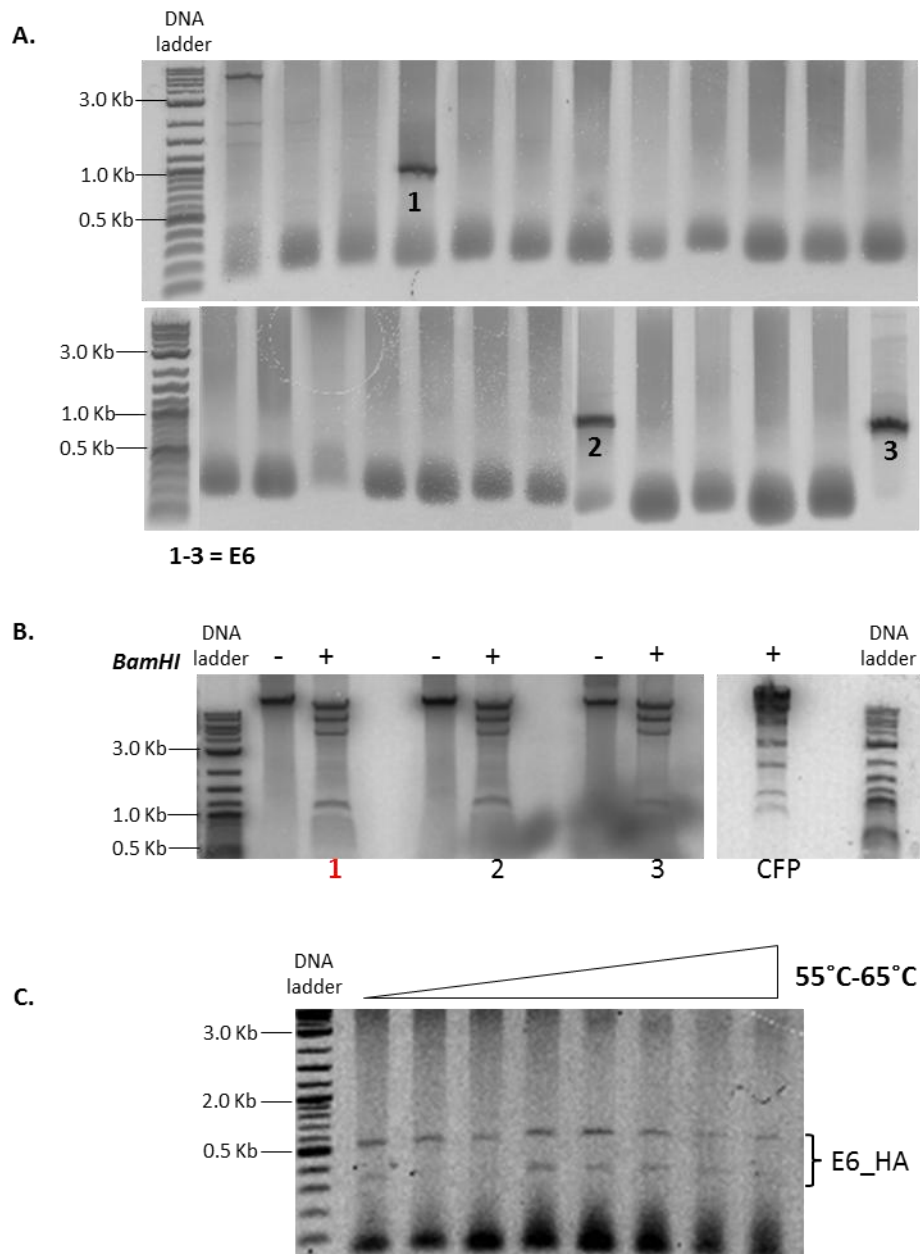 A.
DNA
ladder
3.0 Kb
1.0 Kb
0.5 Kb
1
3.0 Kb
1.0 Kb
0.5 Kb
2
3
1-3 = E6
B.
DNA
ladder
BamHI
- + - + - + +
DNA
ladder
3.0 Kb
1.0 Kb
0.5 Kb
1 2 3 CFP
C.
DNA
ladder
55˚C-65˚C
3.0 Kb
2.0 Kb
0.5 Kb
E6_HA